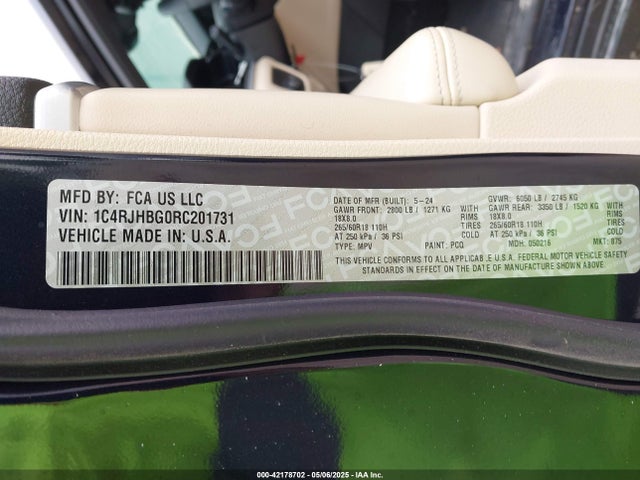 MFD BY: FCA US LLC
VIN: 1C4RJHBG0RC201731
VEHICLE MADE IN: U.S.A.
DATE OF MFR (BUILT): 5-24 GVWR: 6050 LB / 2745 KG
GAWR FRONT: 2800 LB / 1271 KG WITH GAWR REAR: 3350 LB / 1520 KG WITH
18X8.0 RIMS 18X8.0 RIMS
265/60R18 110H TIRES 265/60R18 110H TIRES
AT 250 kPa / 36 PSI COLD AT 250 kPa / 36 PSI COLD
TYPE: MPV PAINT: PCQ MDH: 050216 MKT: 875
THIS VEHICLE CONFORMS TO ALL APPLICABLE U.S.A. FEDERAL MOTOR VEHICLE SAFETY
STANDARDS IN EFFECT ON THE DATE OF MANUFACTURE SHOWN ABOVE.
000-42178702 - 05/06/2025 - IAA Inc.